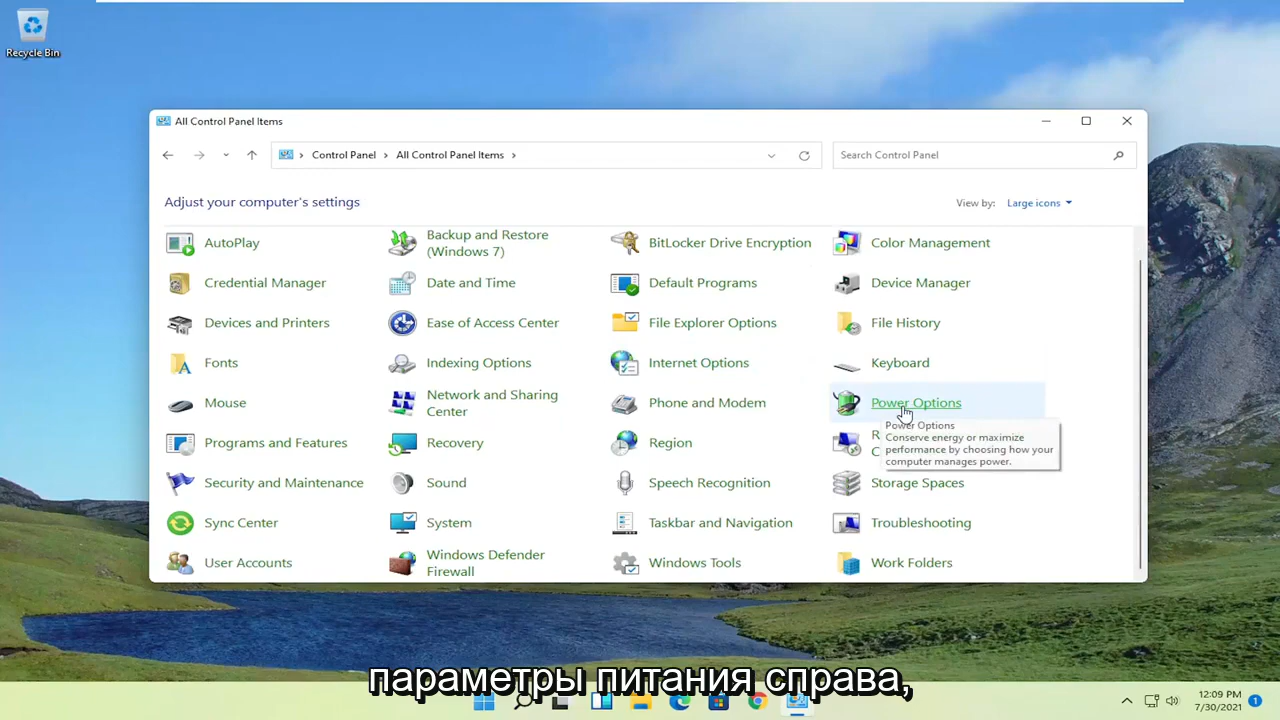 Recycle Bin
All Control Panel Items
Control Panel > All Control Panel Items >
Search Control Panel
Adjust your computer's settings
View by: Large icons
AutoPlay
Backup and Restore
(Windows 7)
BitLocker Drive Encryption
Color Management
Credential Manager
Date and Time
Default Programs
Device Manager
Devices and Printers
Ease of Access Center
File Explorer Options
File History
Fonts
Indexing Options
Internet Options
Keyboard
Mouse
Network and Sharing
Center
Phone and Modem
Power Options
Power Options
Conserve energy or maximize
performance by choosing how your
computer manages power.
Programs and Features
Recovery
Region
Security and Maintenance
Sound
Speech Recognition
Storage Spaces
Sync Center
System
Taskbar and Navigation
Troubleshooting
User Accounts
Windows Defender
Firewall
Windows Tools
Work Folders
параметры питания справа,
12:09 PM
7/30/2021
1